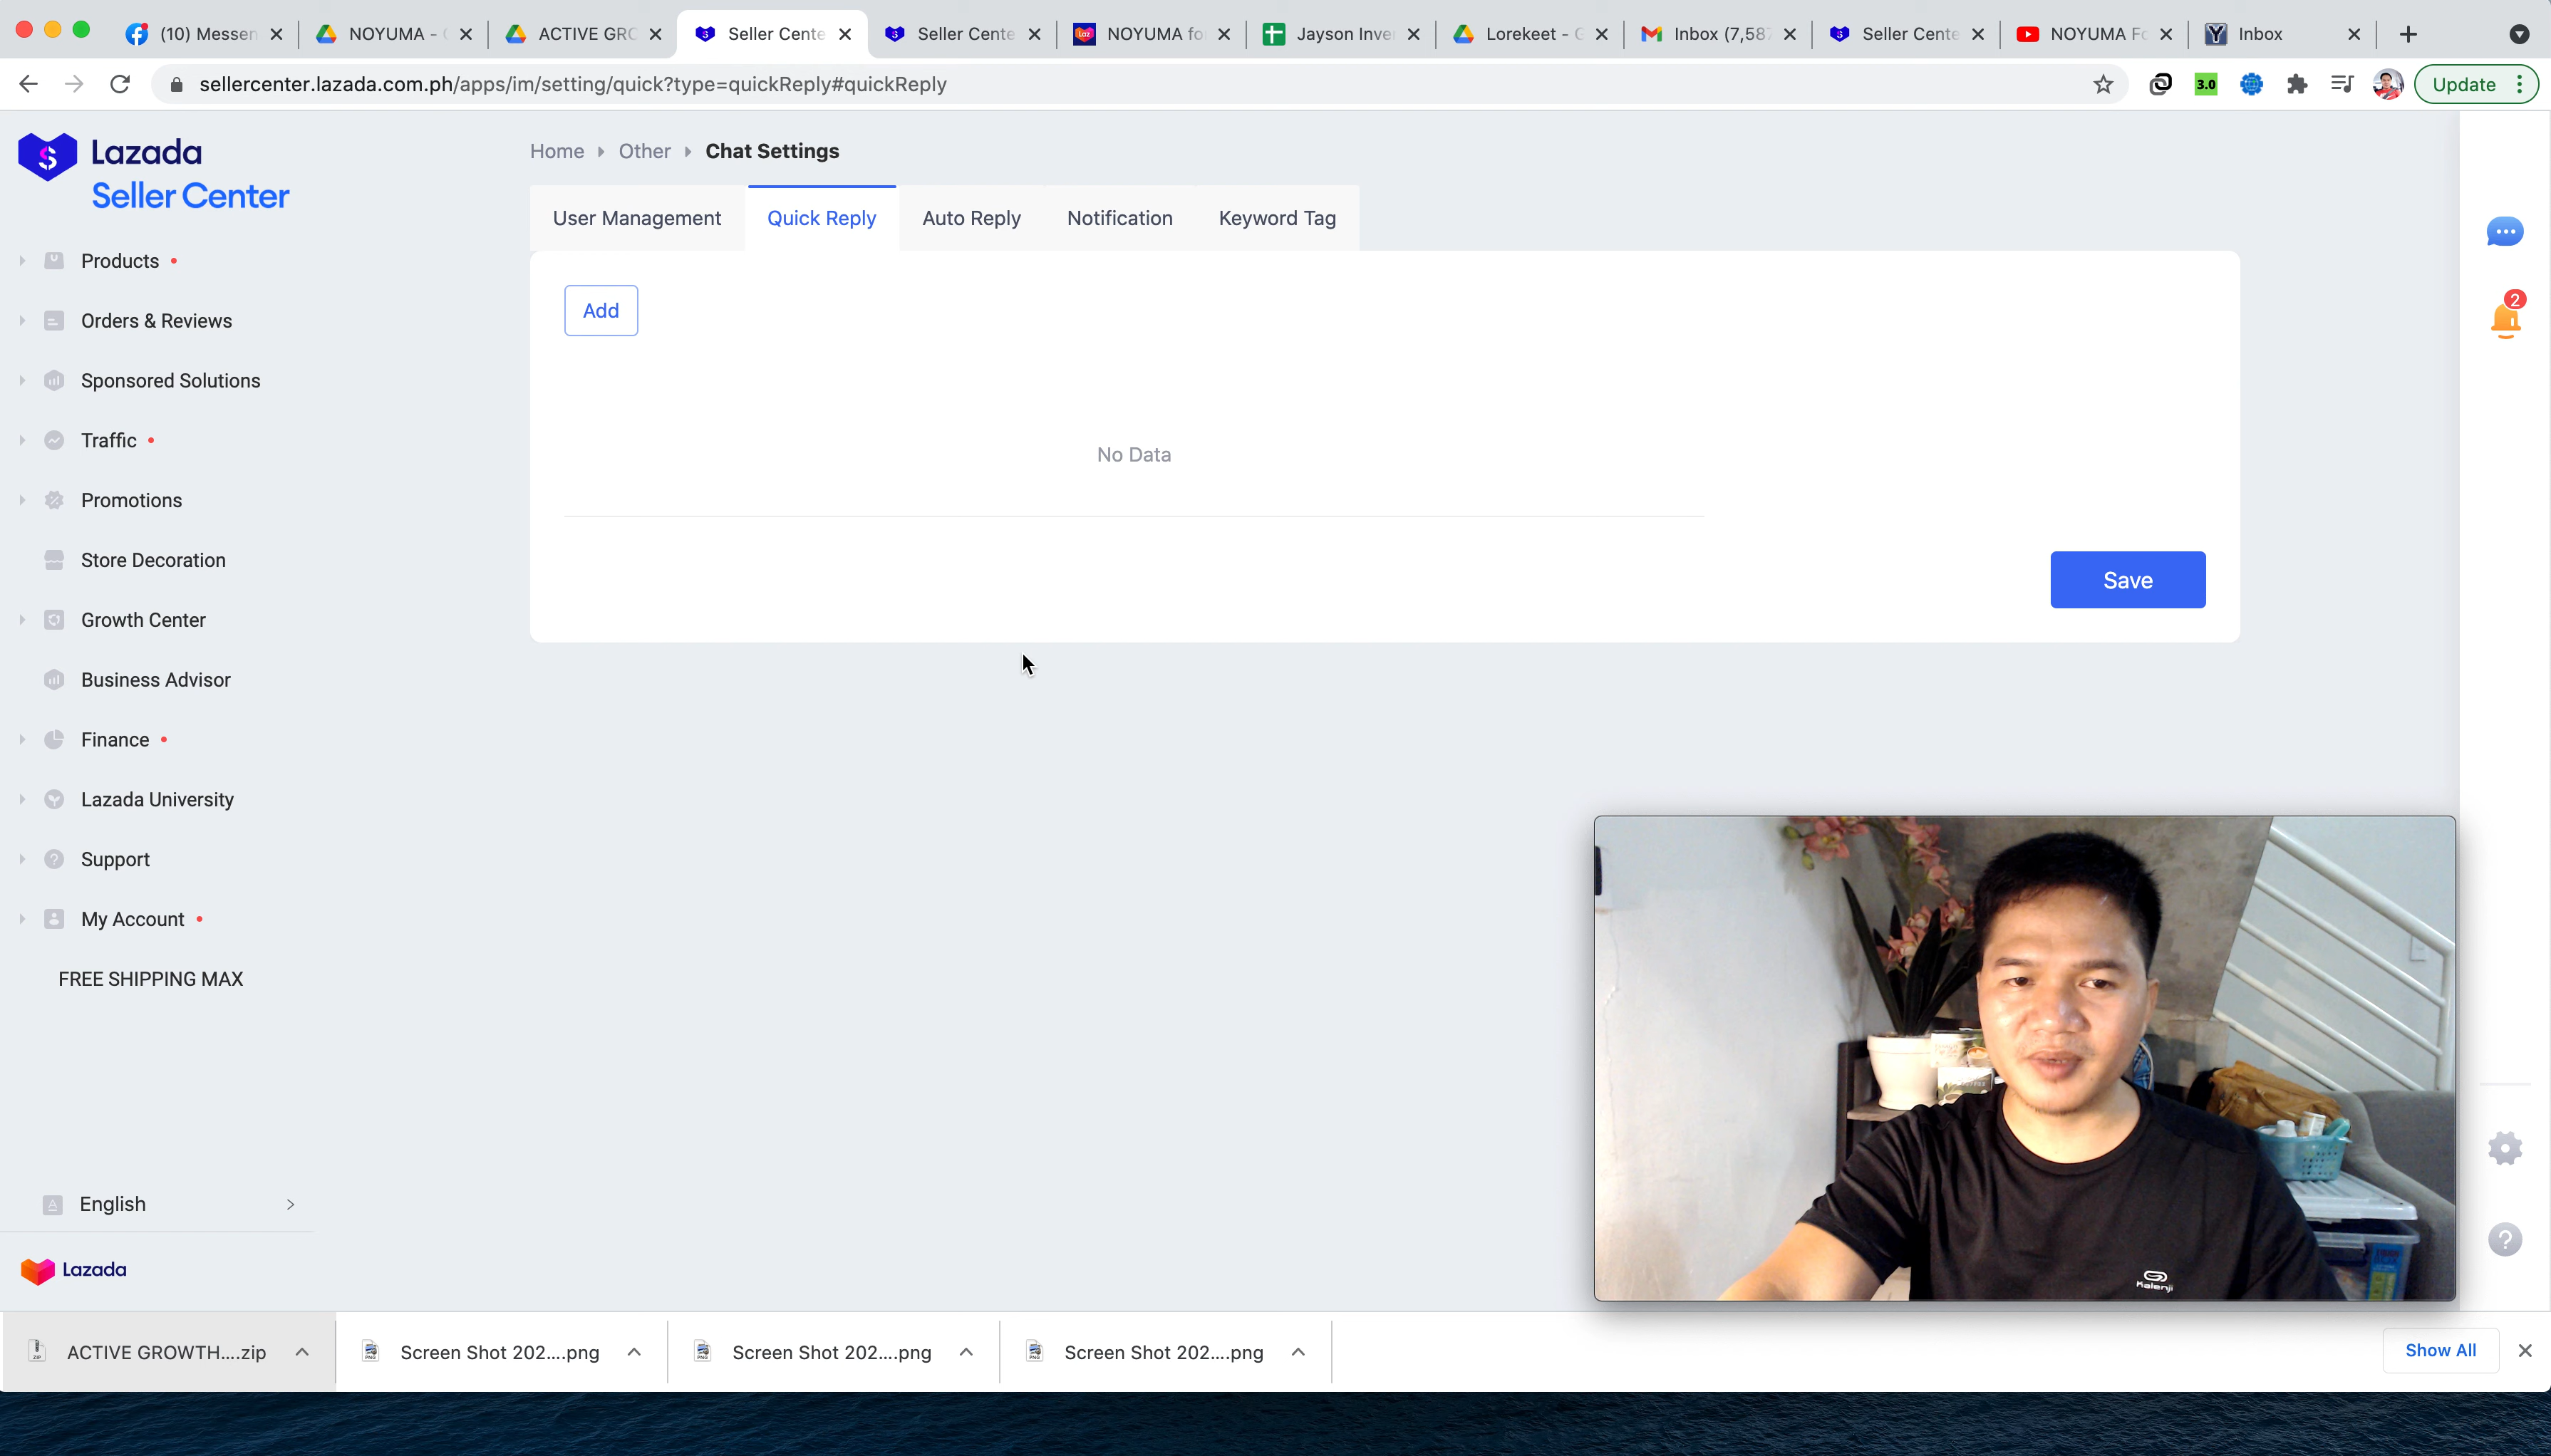 (10) Messen
NOYUMA -
ACTIVE GR
Seller Cente
Seller Cente
NOYUMA fo
Jayson Inve
Lorekeet -
Inbox (7,58
Seller Cente
NOYUMA Fo
Inbox
sellercenter.lazada.com.ph/apps/im/setting/quick?type=quickReply#quickReply
3.0
Update
Lazada
Seller Center
Home
Other
Chat Settings
User Management
Quick Reply
Auto Reply
Notification
Keyword Tag
Products
Orders & Reviews
Sponsored Solutions
Traffic
Promotions
Store Decoration
Growth Center
Business Advisor
Finance
Lazada University
Support
My Account
FREE SHIPPING MAX
English
Lazada
Add
No Data
Save
2
Kalenji
ACTIVE GROWTH....zip
Screen Shot 202....png
Screen Shot 202....png
Screen Shot 202....png
Show All